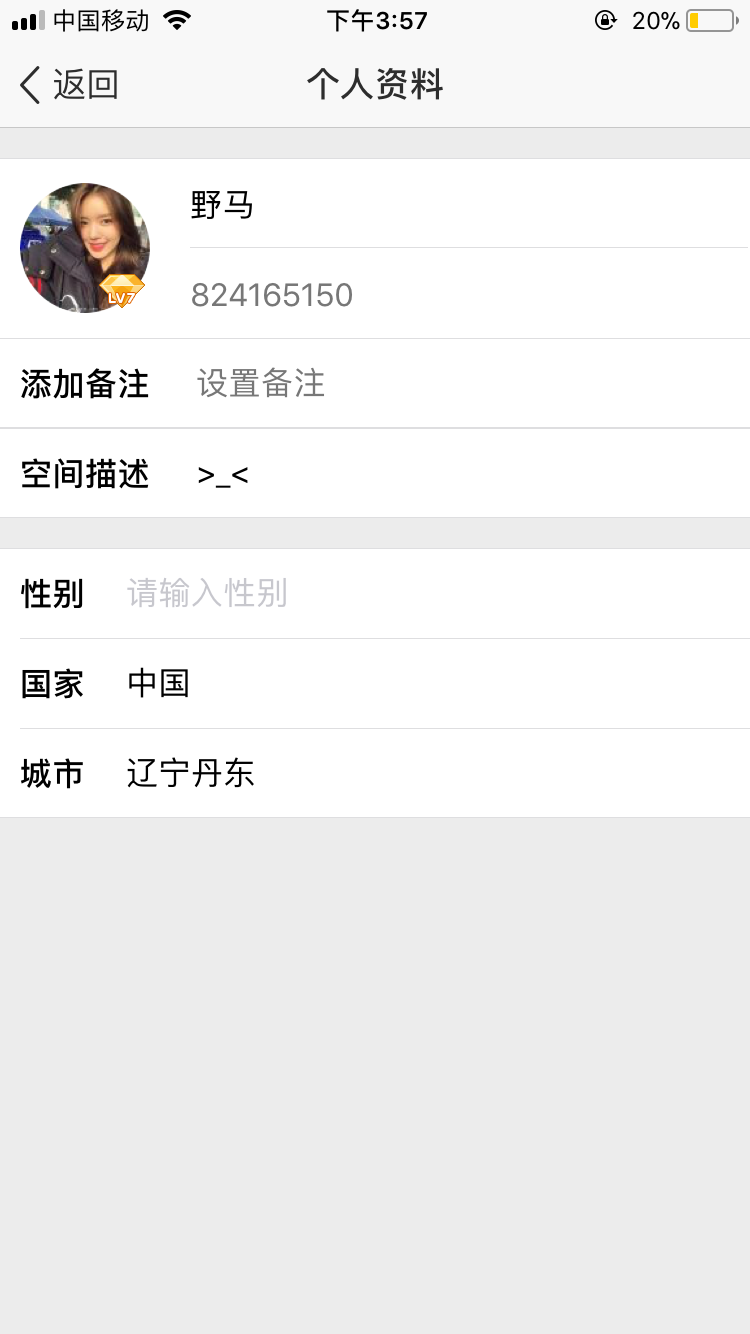 中国移动 下午3:57 20%
返回 个人资料
野马
LV7
824165150
添加备注 设置备注
空间描述 >_<
性别 请输入性别
国家 中国
城市 辽宁丹东